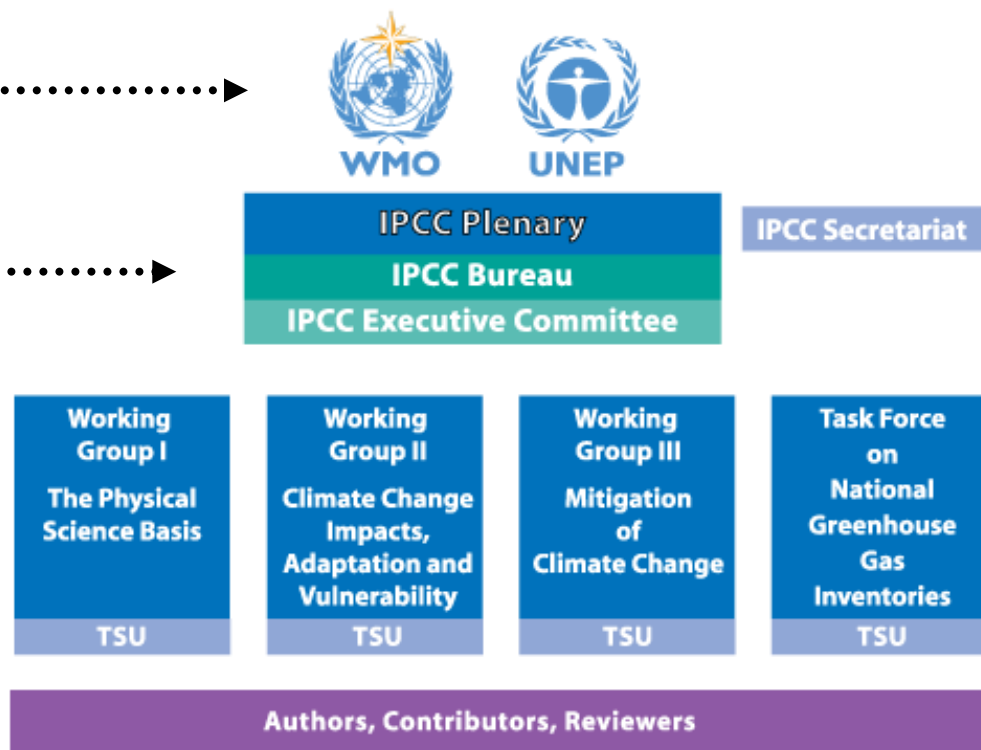 WMO
UNEP
IPCC Plenary
IPCC Secretariat
IPCC Bureau
IPCC Executive Committee
Working
Group I
The Physical
Science Basis
TSU
Working
Group II
Climate Change
Impacts,
Adaptation and
Vulnerability
TSU
Working
Group III
Mitigation
of
Climate Change
TSU
Task Force
on
National
Greenhouse
Gas
Inventories
TSU
Authors, Contributors, Reviewers